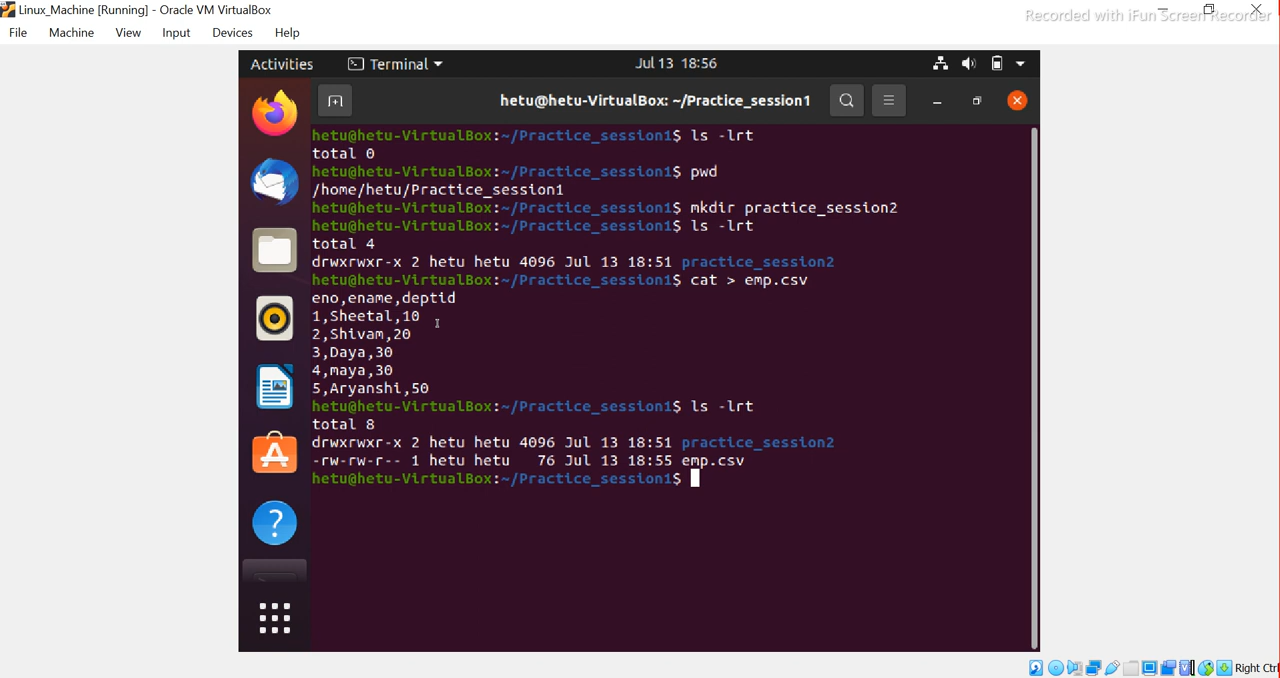 Linux_Machine [Running] - Oracle VM VirtualBox
Recorded with iFun Screen Recorder
File Machine View Input Devices Help
Activities Terminal Jul 13 18:56
hetu@hetu-VirtualBox: ~/Practice_session1
hetu@hetu-VirtualBox:~/Practice_session1$ ls -lrt
total 0
hetu@hetu-VirtualBox:~/Practice_session1$ pwd
/home/hetu/Practice_session1
hetu@hetu-VirtualBox:~/Practice_session1$ mkdir practice_session2
hetu@hetu-VirtualBox:~/Practice_session1$ ls -lrt
total 4
drwxrwxr-x 2 hetu hetu 4096 Jul 13 18:51 practice_session2
hetu@hetu-VirtualBox:~/Practice_session1$ cat > emp.csv
eno,ename,deptid
1,Sheetal,10
2,Shivam,20
3,Daya,30
4,maya,30
5,Aryanshi,50
hetu@hetu-VirtualBox:~/Practice_session1$ ls -lrt
total 8
drwxrwxr-x 2 hetu hetu 4096 Jul 13 18:51 practice_session2
-rw-rw-r-- 1 hetu hetu   76 Jul 13 18:55 emp.csv
hetu@hetu-VirtualBox:~/Practice_session1$
Right Ctrl